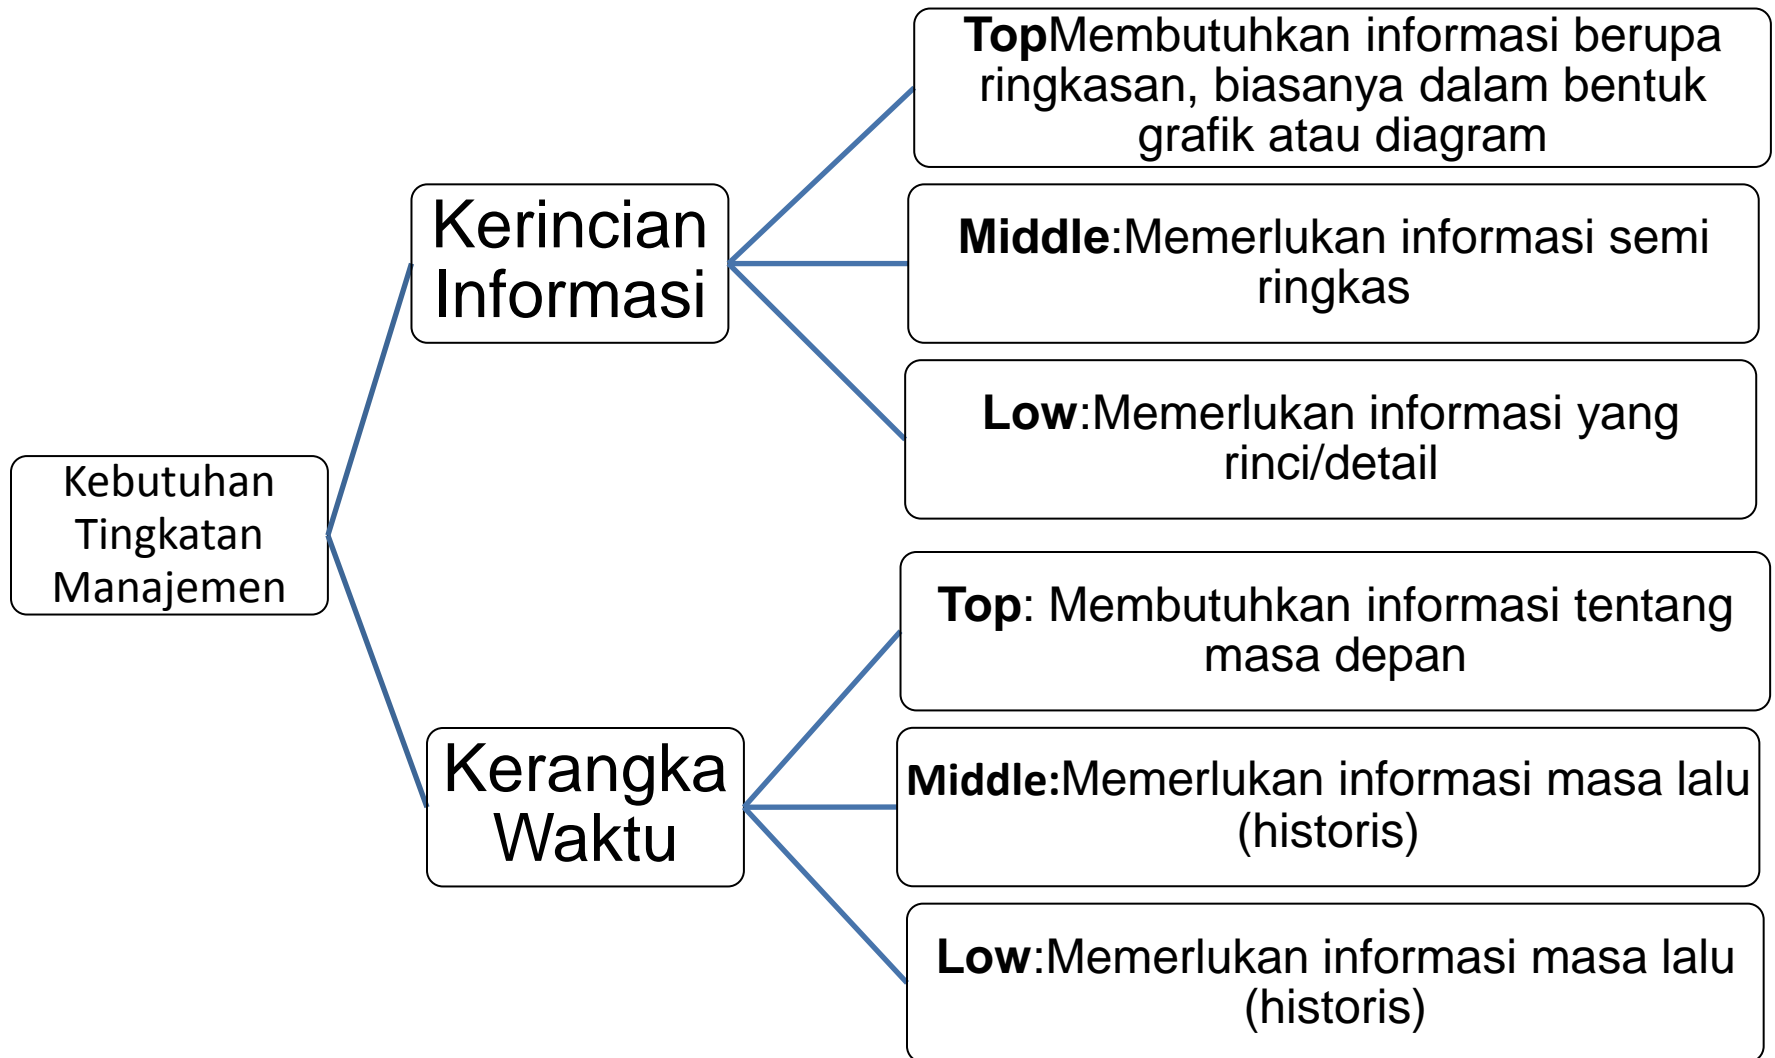 TopMembutuhkan informasi berupa
ringkasan, biasanya dalam bentuk
grafik atau diagram
Kerincian
Informasi
Middle:Memerlukan informasi semi
ringkas
Low:Memerlukan informasi yang
rinci/detail
Kebutuhan
Tingkatan
Manajemen
Top: Membutuhkan informasi tentang
masa depan
Kerangka
Waktu
Middle:Memerlukan informasi masa lalu
(historis)
Low:Memerlukan informasi masa lalu
(historis)